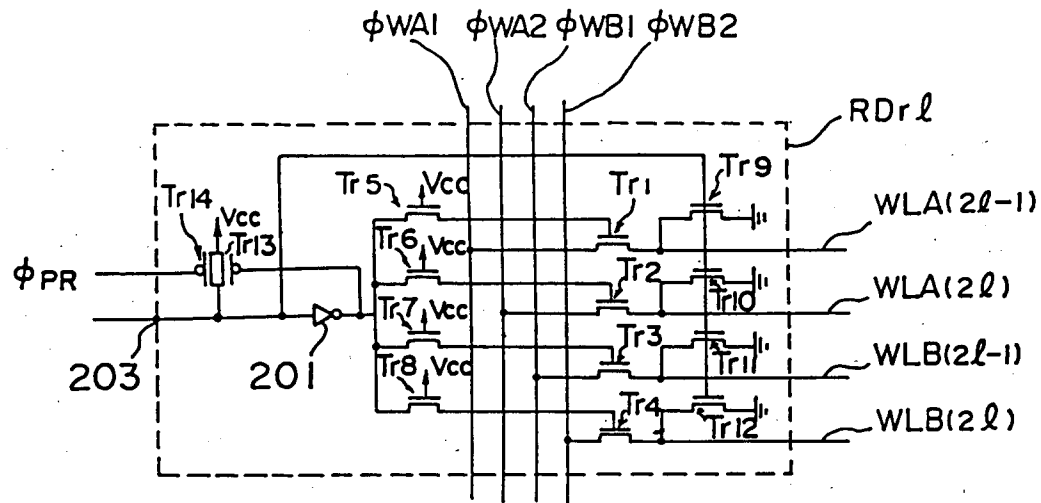 φWA1 φWA2 φWB1 φWB2
RDrℓ
Tr9
Tr5 Vcc Tr1
WLA(2ℓ-1)
Tr14
Vcc
Tr13
Tr6 Vcc
Tr2
φPR
Tr10
WLA(2ℓ)
Tr7 Vcc
Tr3
Tr11
WLB(2ℓ-1)
203
201
Tr8 Vcc
Tr4
Tr12
WLB(2ℓ)